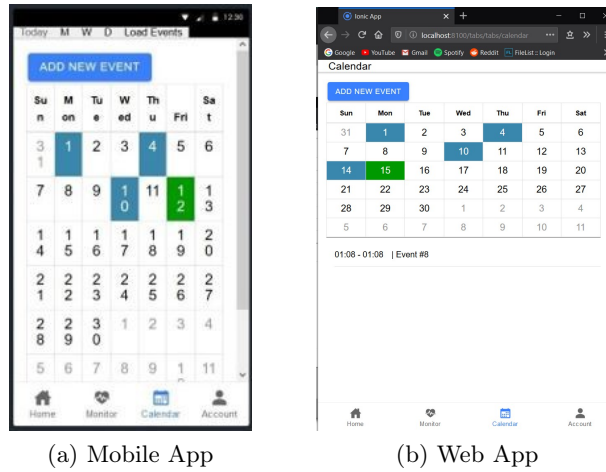 12:30
Today M W D Load Events
ADD NEW EVENT
Su M Tu W Th Sa
n on e ed u Fri t
3 1 2 3 4 5 6
1
7 8 9 1 11 1 1
0 2 3
1 1 1 1 1 1 2
4 5 6 7 8 9 0
2 2 2 2 2 2 2
1 2 3 4 5 6 7
2 2 3 1 2 3 4
8 9 0
5 6 7 8 9 1 11
Home Monitor Calendar Account
(a) Mobile App
Ionic App
localhost:8100/tabs/tabs/calendar
Google YouTube Gmail Spotify Reddit FileList :: Login
Calendar
ADD NEW EVENT
Sun Mon Tue Wed Thu Fri Sat
31 1 2 3 4 5 6
7 8 9 10 11 12 13
14 15 16 17 18 19 20
21 22 23 24 25 26 27
28 29 30 1 2 3 4
5 6 7 8 9 10 11
01:08 - 01:08 | Event #8
Home Monitor Calendar Account
(b) Web App